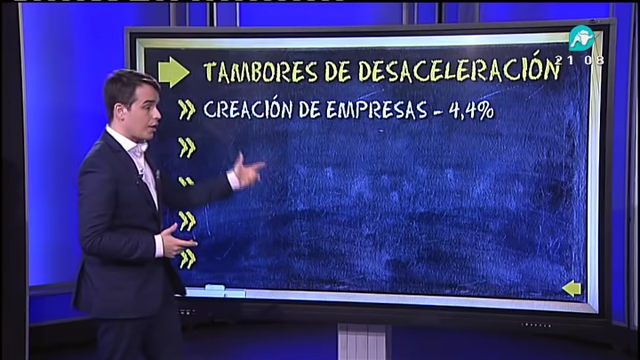 21:08
TAMBORES DE DESACELERACIÓN
CREACIÓN DE EMPRESAS - 4,4%